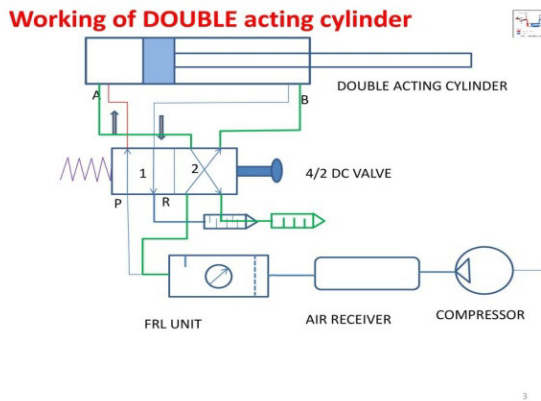 Working of DOUBLE acting cylinder
DOUBLE ACTING CYLINDER
A
B
1
2
4/2 DC VALVE
P
R
FRL UNIT
AIR RECEIVER
COMPRESSOR
3